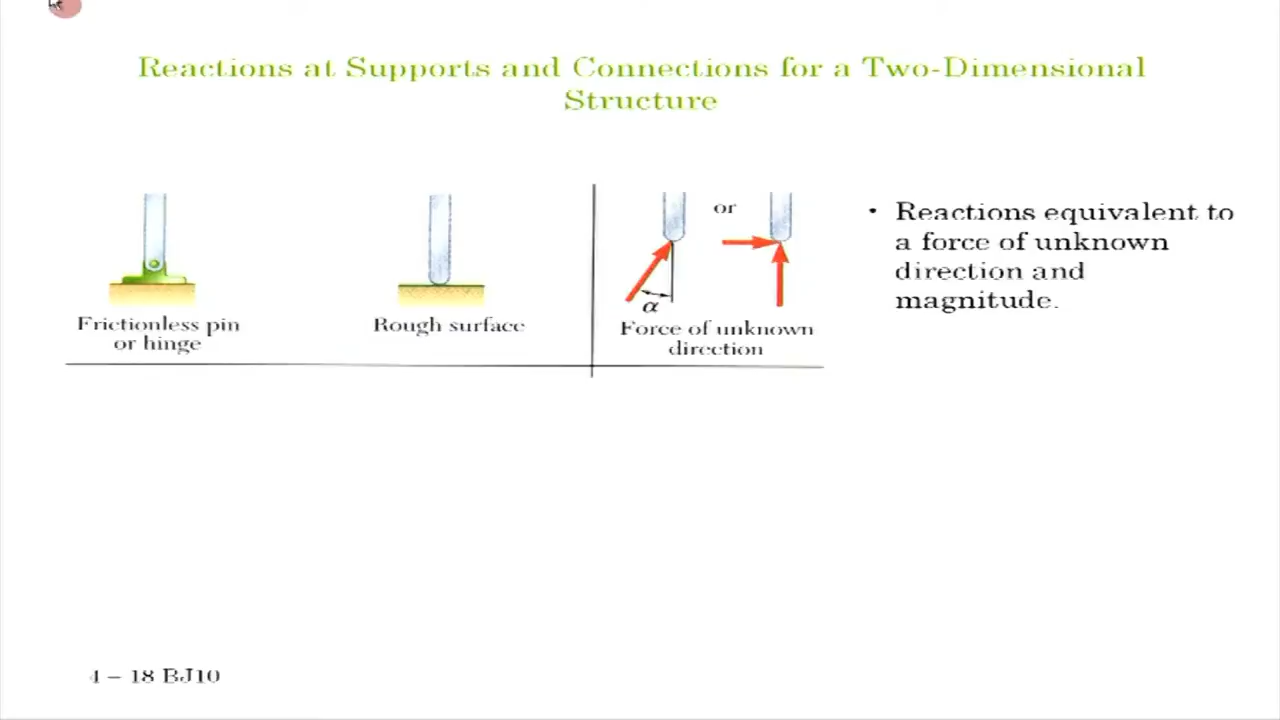 Reactions at Supports and Connections for a Two-Dimensional
Structure
Frictionless pin
or hinge
Rough surface
or
α
Force of unknown
direction
• Reactions equivalent to
a force of unknown
direction and
magnitude.
4 – 18 BJ10